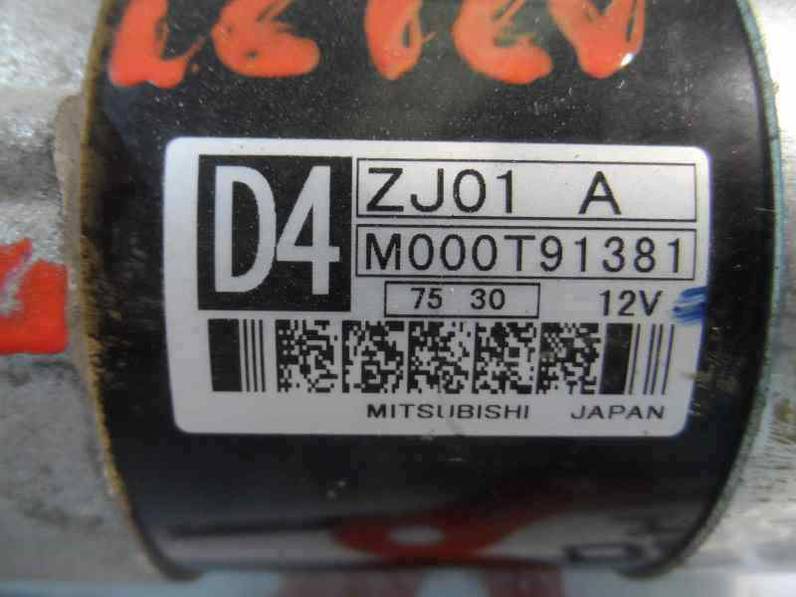 D4
ZJ01 A
M000T91381
75 30
12V
MITSUBISHI JAPAN